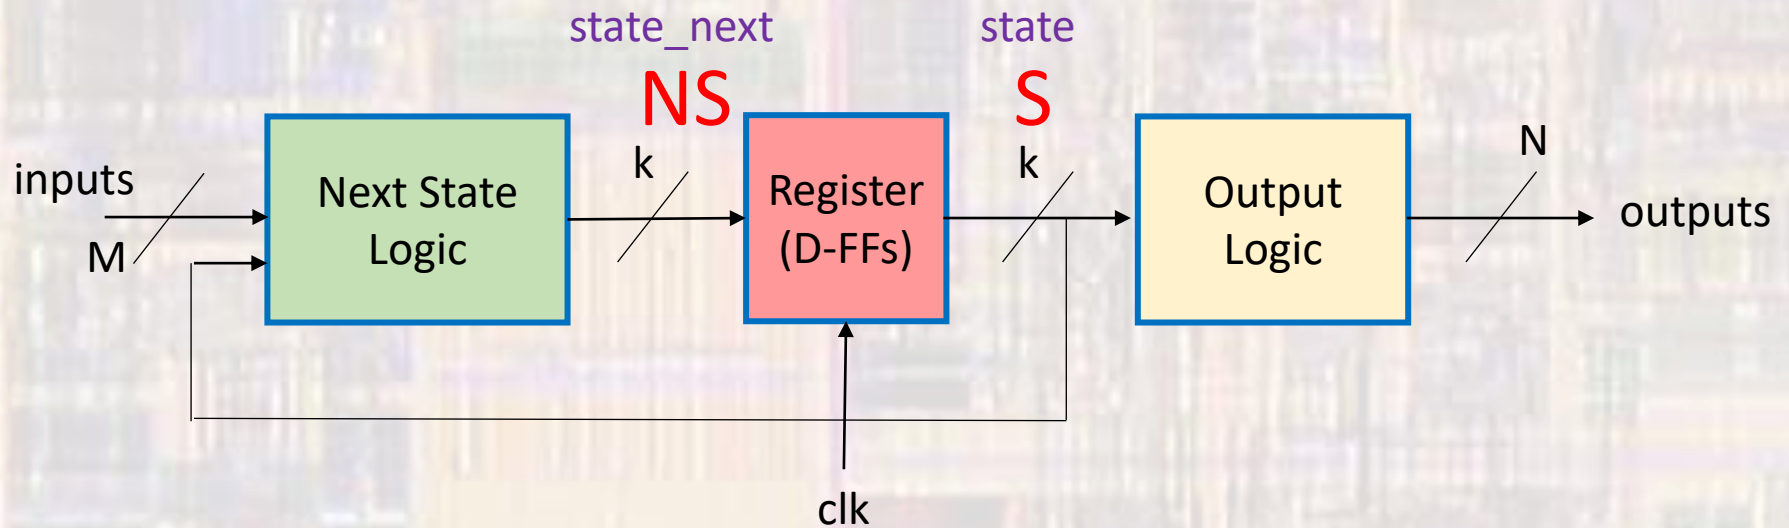 state_next
state
NS
S
inputs
M
Next State
Logic
k
Register
(D-FFs)
k
Output
Logic
N
outputs
clk